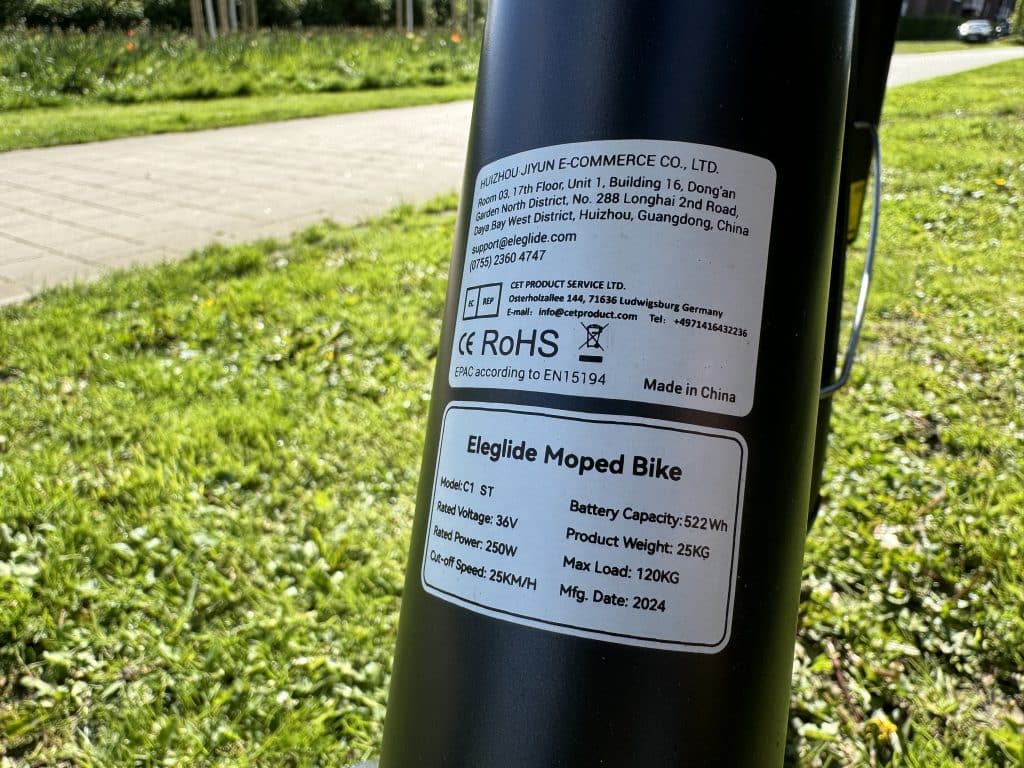 HUIZHOU JIYUN E-COMMERCE CO., LTD.
Room 03, 17th Floor, Unit 1, Building 16, Dong'an
Garden North District, No. 288 Longhai 2nd Road,
Daya Bay West District, Huizhou, Guangdong, China
support@eleglide.com
(0755) 2360 4747
EC REP
CET PRODUCT SERVICE LTD.
Osterholzallee 144, 71636 Ludwigsburg Germany
E-mail: info@cetproduct.com Tel: +4971416432236
CE RoHS
EPAC according to EN15194
Made in China
Eleglide Moped Bike
Model:C1 ST
Rated Voltage: 36V
Rated Power: 250W
Cut-off Speed: 25KM/H
Battery Capacity:522Wh
Product Weight: 25KG
Max Load: 120KG
Mfg. Date: 2024